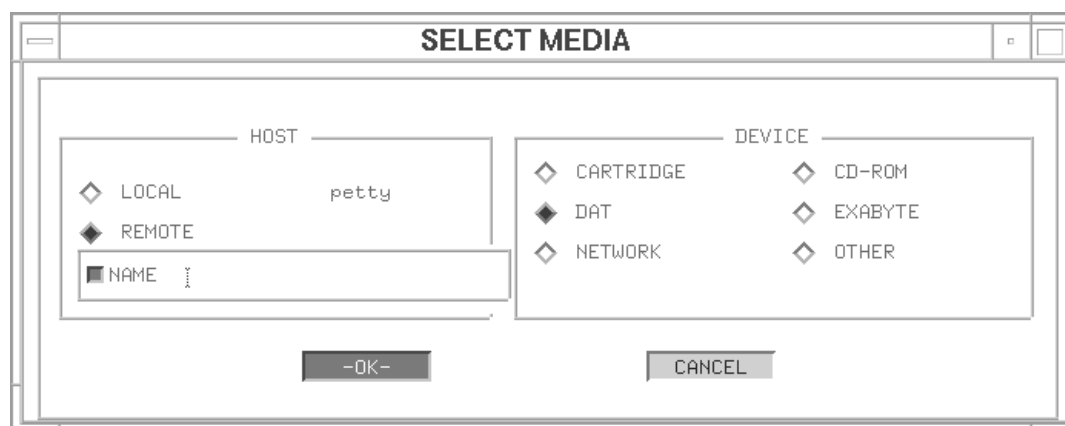 SELECT MEDIA
HOST
LOCAL petty
REMOTE
NAME
DEVICE
CARTRIDGE CD-ROM
DAT EXABYTE
NETWORK OTHER
-OK- CANCEL